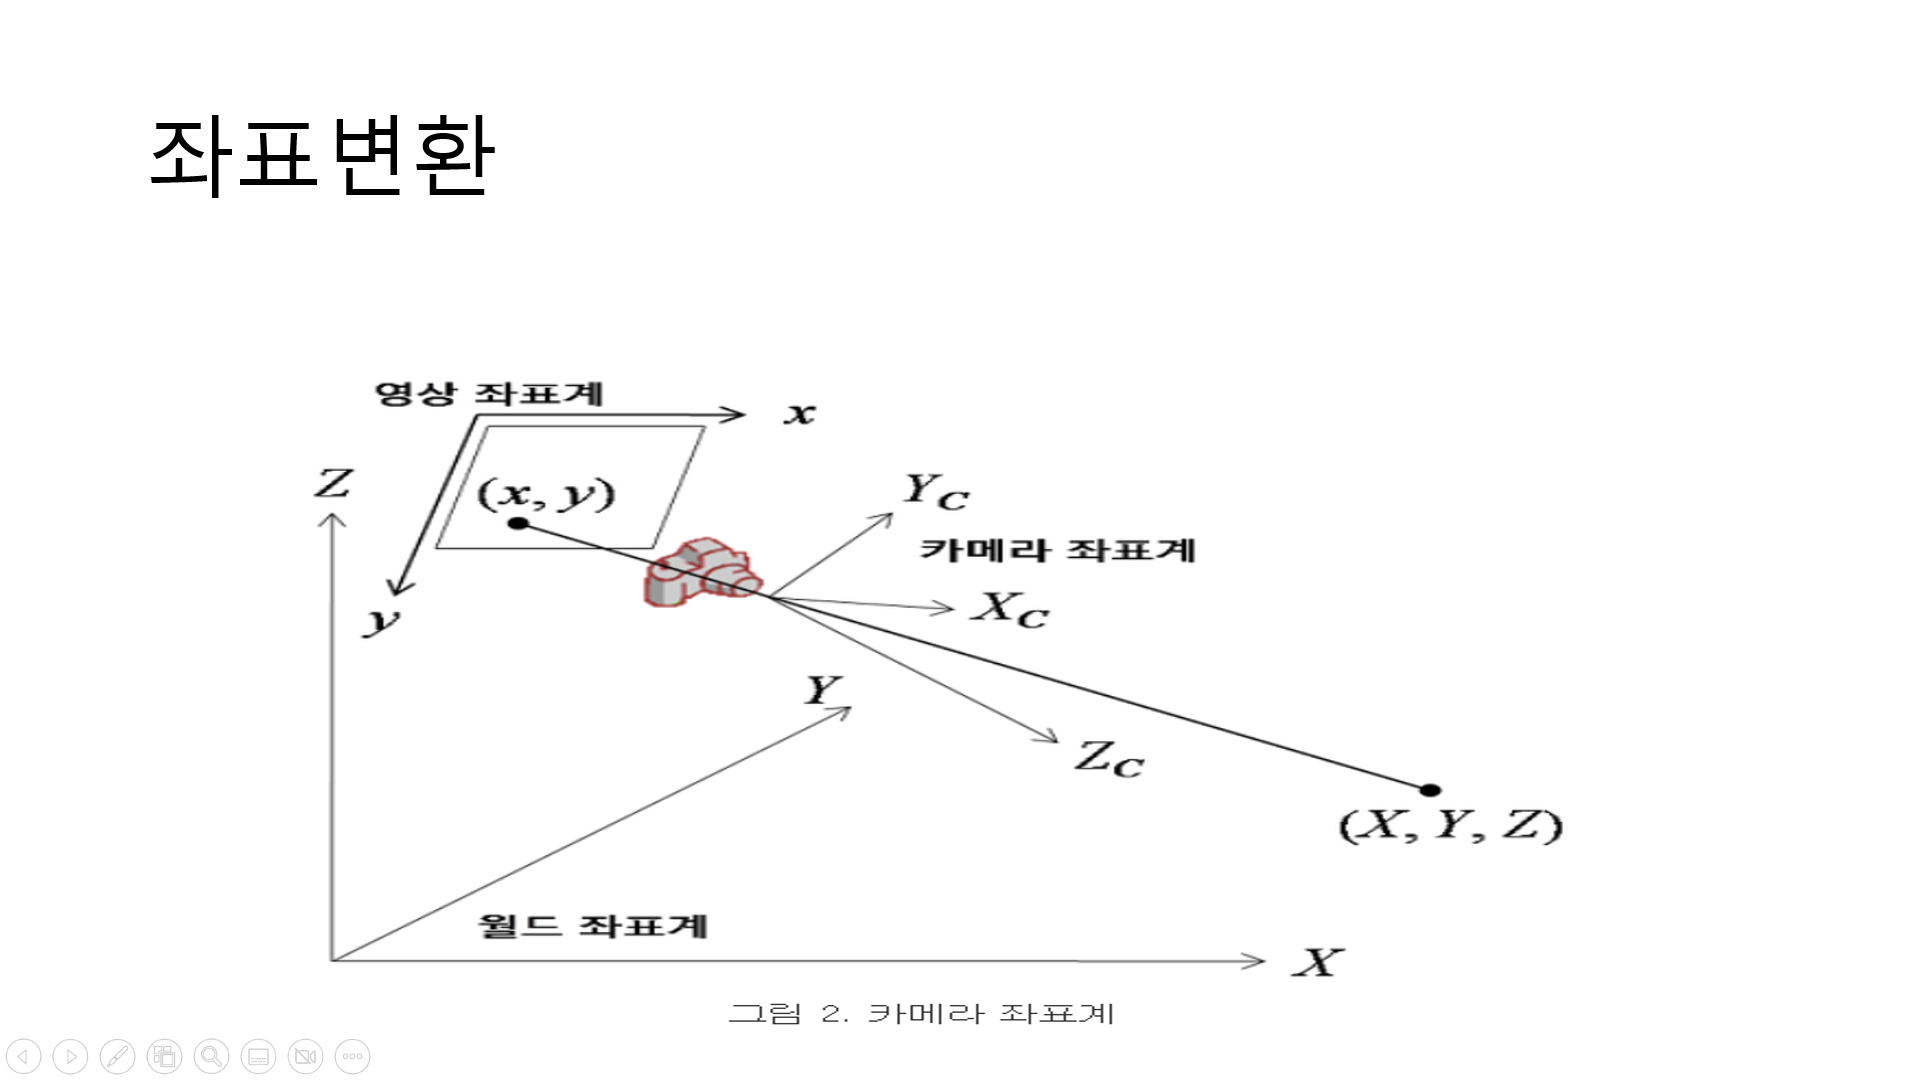 좌표변환
영상 좌표계
x
Z
(x, y)
Y_C
카메라 좌표계
X_C
y
Y
Z_C
(X, Y, Z)
월드 좌표계
X
그림 2. 카메라 좌표계